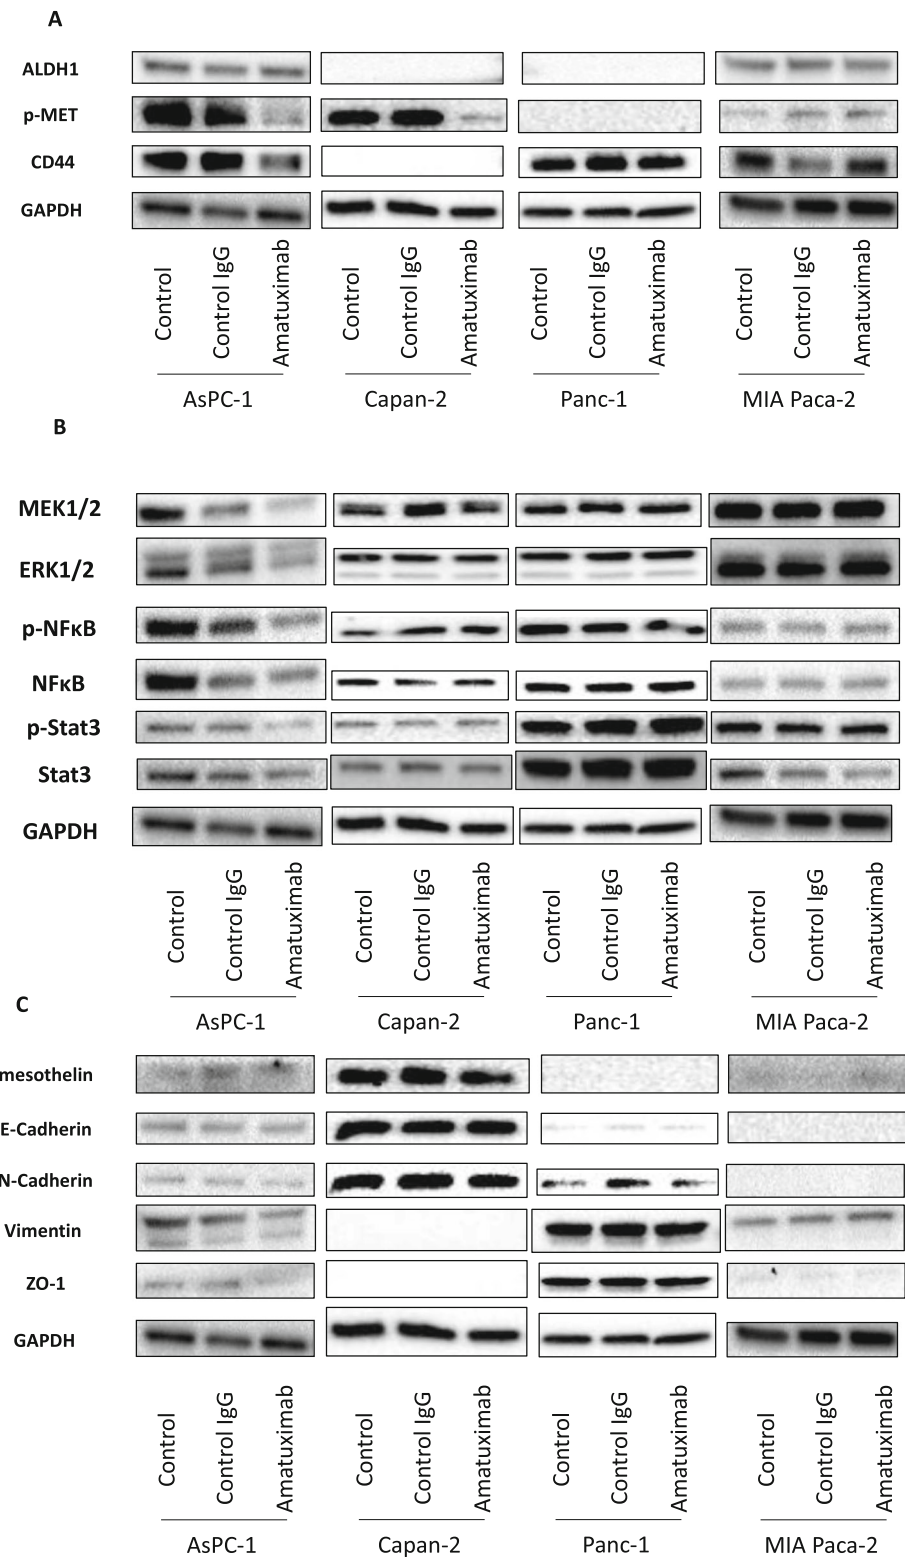 A
ALDH1
p-MET
CD44
GAPDH
Control
Control IgG
Amatuximab
Control
Control IgG
Amatuximab
Control
Control IgG
Amatuximab
Control
Control IgG
Amatuximab
AsPC-1
Capan-2
Panc-1
MIA Paca-2
B
MEK1/2
ERK1/2
p-NFκB
NFκB
p-Stat3
Stat3
GAPDH
Control
Control IgG
Amatuximab
Control
Control IgG
Amatuximab
Control
Control IgG
Amatuximab
Control
Control IgG
Amatuximab
AsPC-1
Capan-2
Panc-1
MIA Paca-2
C
mesothelin
E-Cadherin
N-Cadherin
Vimentin
ZO-1
GAPDH
Control
Control IgG
Amatuximab
Control
Control IgG
Amatuximab
Control
Control IgG
Amatuximab
Control
Control IgG
Amatuximab
AsPC-1
Capan-2
Panc-1
MIA Paca-2